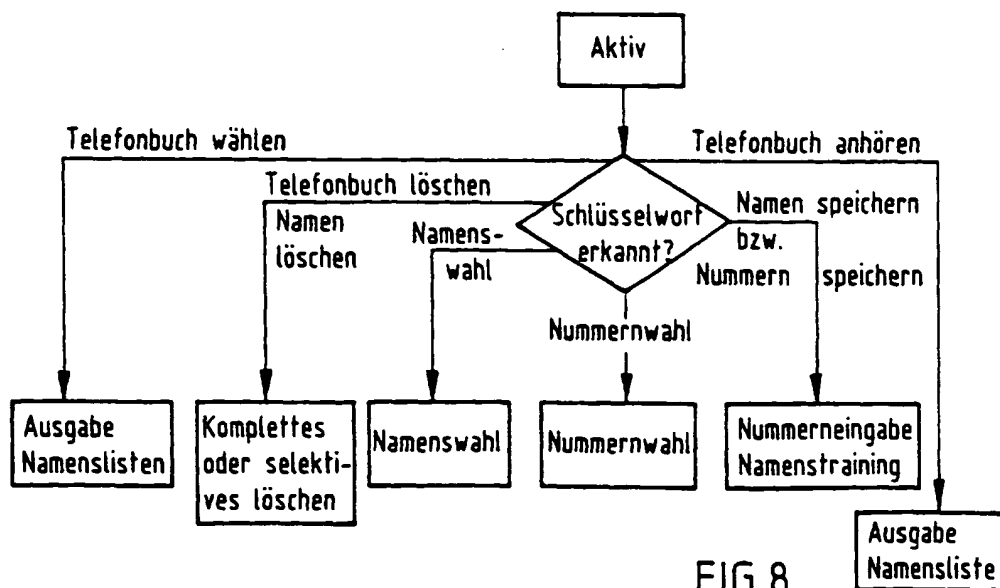 Aktiv
Telefonbuch wählen
Telefonbuch anhören
Telefonbuch löschen
Namen
löschen
Namens-
wahl
Schlüsselwort
erkannt?
Namen speichern
bzw.
Nummern speichern
Nummernwahl
Ausgabe
Namenslisten
Komplettes
oder selekti-
ves löschen
Namenswahl
Nummernwahl
Nummerneingabe
Namenstraining
Ausgabe
Namensliste
FIG. 8